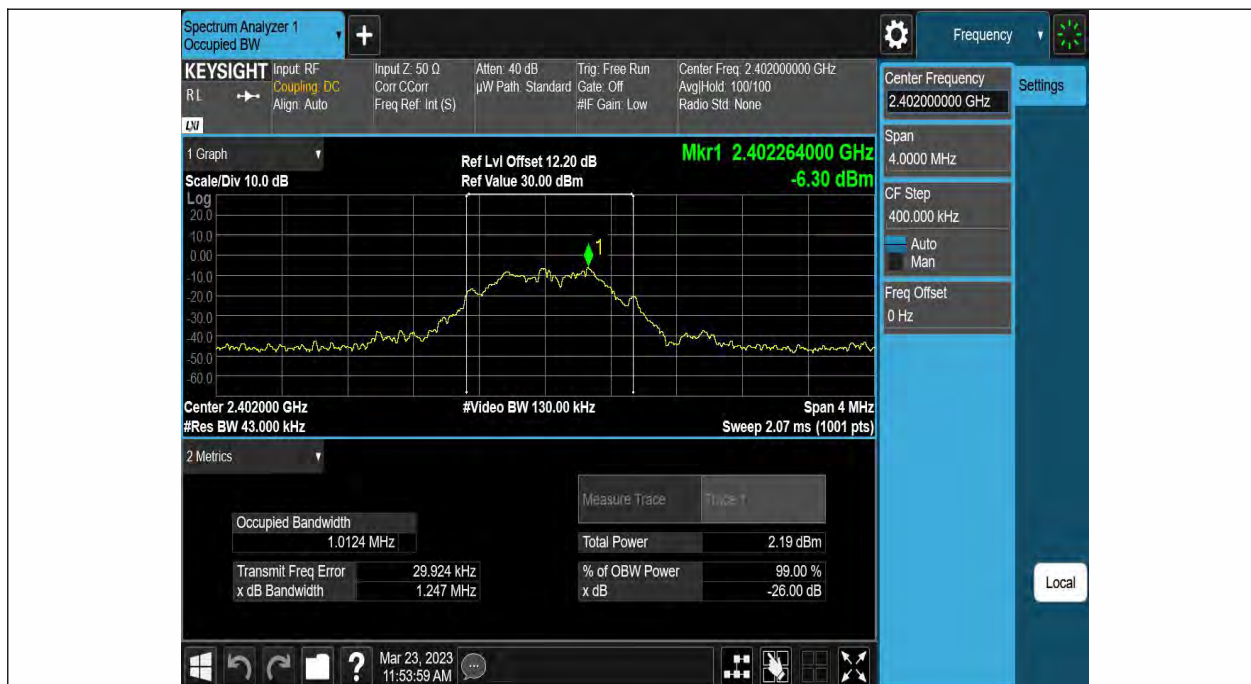 Spectrum Analyzer 1
Occupied BW
+
Frequency
KEYSIGHT
RL
LXI
Input: RF
Coupling: DC
Align: Auto
Input Z: 50 Ω
Corr CCorr
Freq Ref: Int (S)
Atten: 40 dB
µW Path: Standard
Trig: Free Run
Gate: Off
#IF Gain: Low
Center Freq: 2.402000000 GHz
Avg|Hold: 100/100
Radio Std: None
Center Frequency
2.402000000 GHz
Settings
Span
4.0000 MHz
CF Step
400.000 kHz
Auto
Man
Freq Offset
0 Hz
1 Graph
Scale/Div 10.0 dB
Ref Lvl Offset 12.20 dB
Ref Value 30.00 dBm
Mkr1 2.402264000 GHz
-6.30 dBm
Log
20.0
10.0
0.00
-10.0
-20.0
-30.0
-40.0
-50.0
-60.0
1
Center 2.402000 GHz
#Video BW 130.00 kHz
Span 4 MHz
#Res BW 43.000 kHz
Sweep 2.07 ms (1001 pts)
2 Metrics
Measure Trace
Trace 1
Occupied Bandwidth
1.0124 MHz
Total Power
2.19 dBm
Transmit Freq Error
29.924 kHz
% of OBW Power
99.00 %
x dB Bandwidth
1.247 MHz
x dB
-26.00 dB
Local
?
Mar 23, 2023
11:53:59 AM